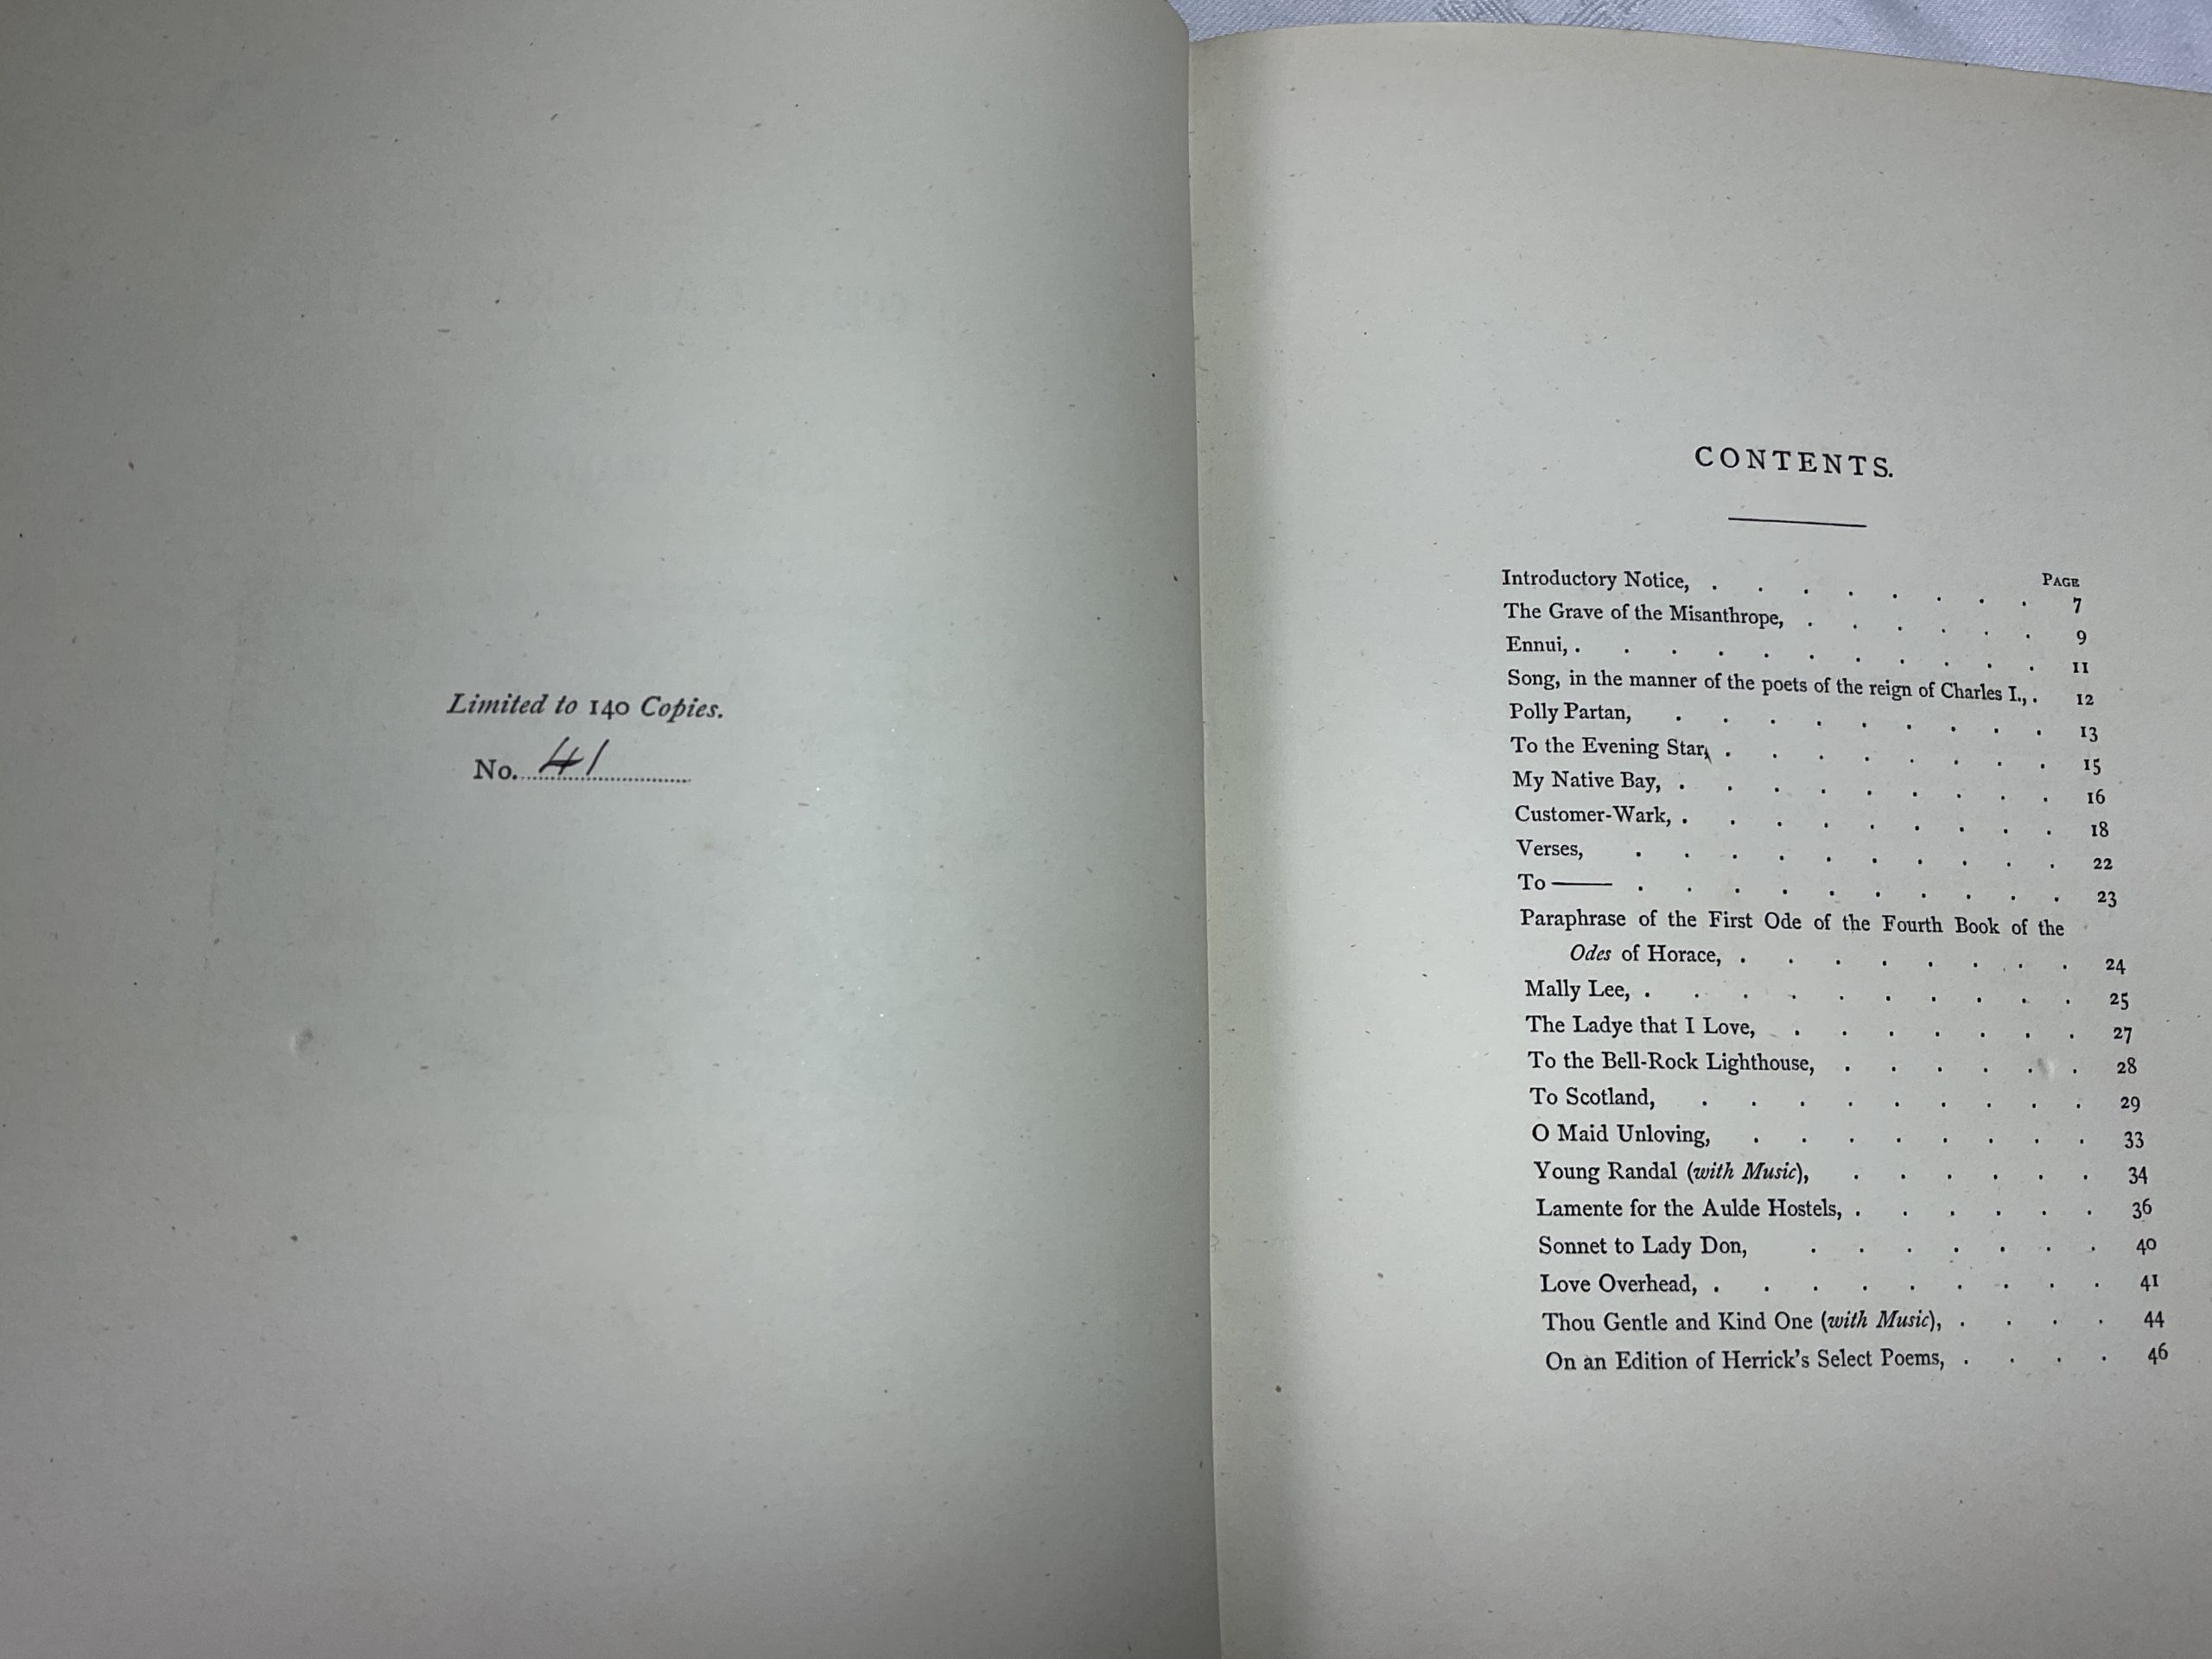 Limited to 140 Copies.
No. 41
CONTENTS.
PAGE
Introductory Notice, . . . . . . . . 7
The Grave of the Misanthrope, . . . . . . 9
Ennui, . . . . . . . . . . . 11
Song, in the manner of the poets of the reign of Charles I., . 12
Polly Partan, . . . . . . . . . 13
To the Evening Star, . . . . . . . . 15
My Native Bay, . . . . . . . . . 16
Customer-Wark, . . . . . . . . . 18
Verses, . . . . . . . . . . 22
To —— . . . . . . . . . . 23
Paraphrase of the First Ode of the Fourth Book of the
Odes of Horace, . . . . . . . . 24
Mally Lee, . . . . . . . . . . 25
The Ladye that I Love, . . . . . . . 27
To the Bell-Rock Lighthouse, . . . . . . 28
To Scotland, . . . . . . . . . 29
O Maid Unloving, . . . . . . . . 33
Young Randal (with Music), . . . . . . 34
Lamente for the Aulde Hostels, . . . . . . 36
Sonnet to Lady Don, . . . . . . . 40
Love Overhead, . . . . . . . . . 41
Thou Gentle and Kind One (with Music), . . . . 44
On an Edition of Herrick's Select Poems, . . . . 46